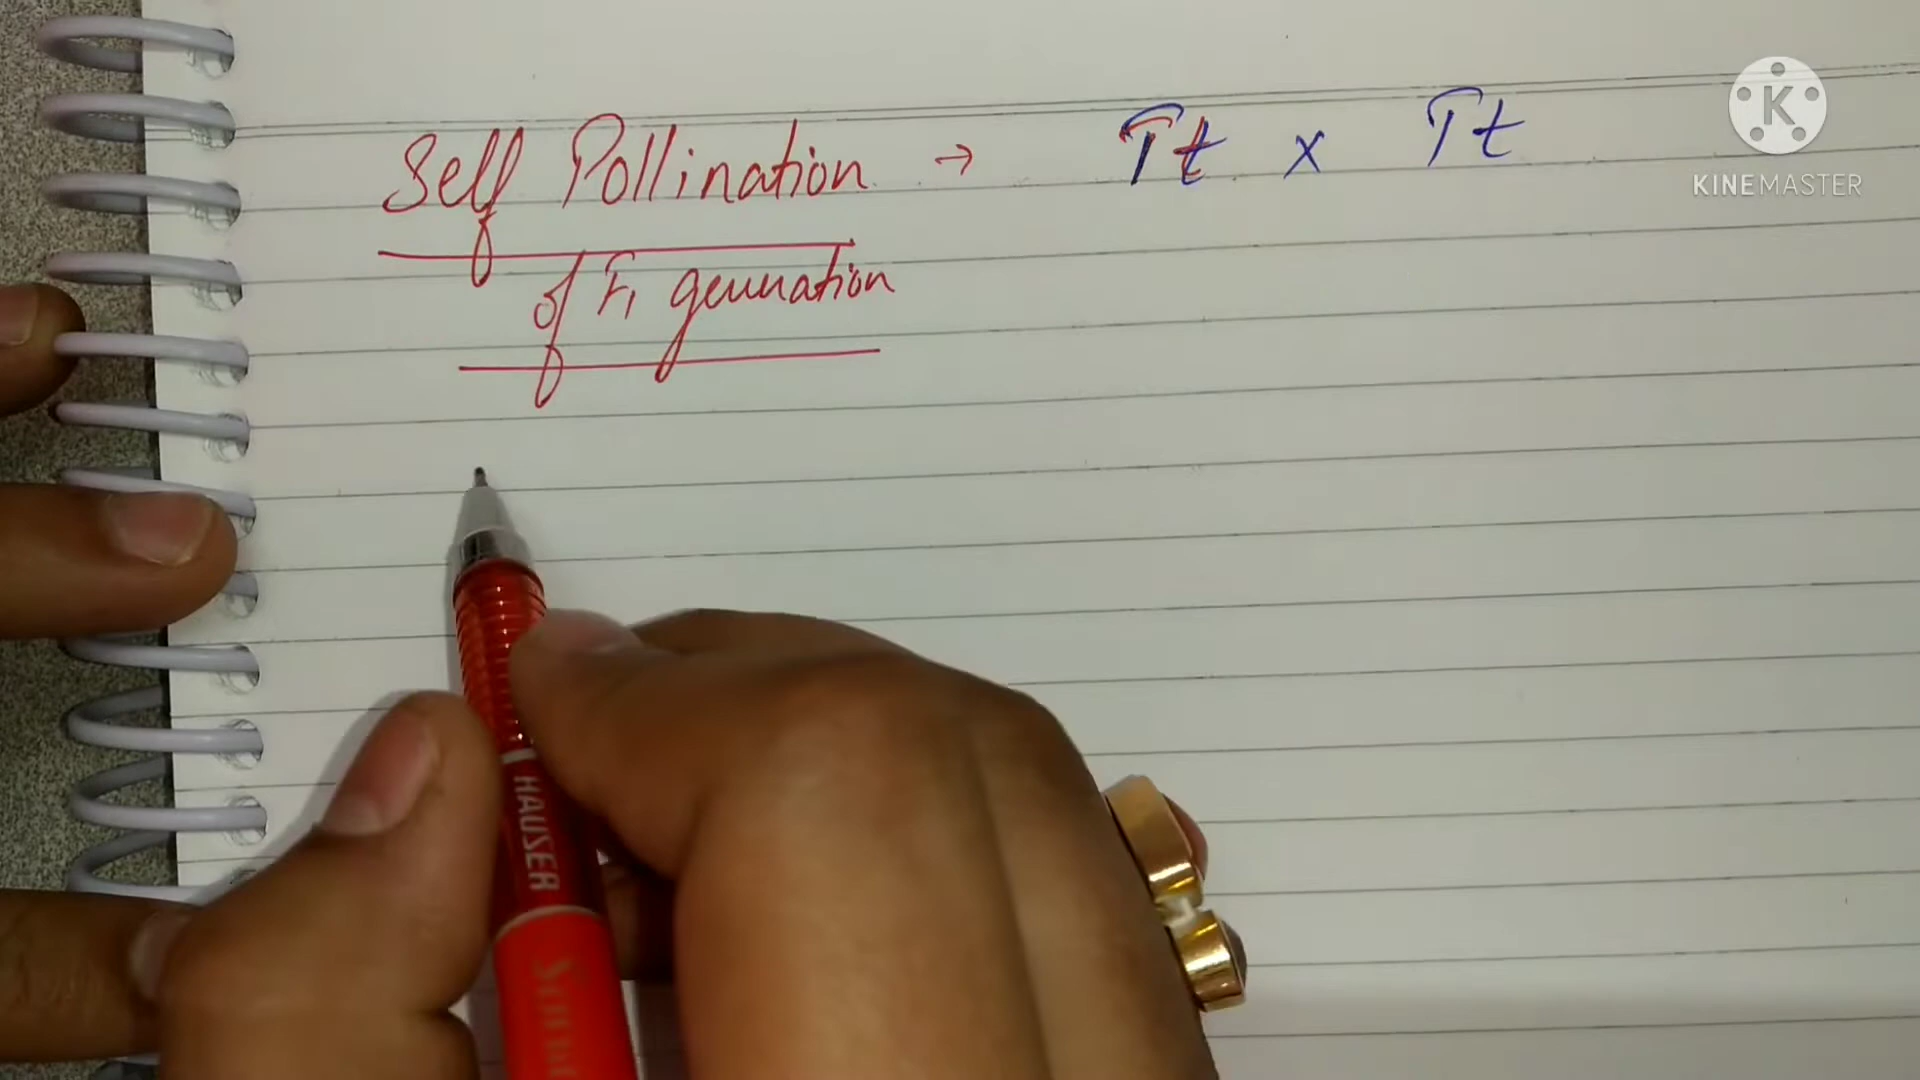 Self Pollination → Tt x Tt
of F1 generation
KINEMASTER
HAUSER